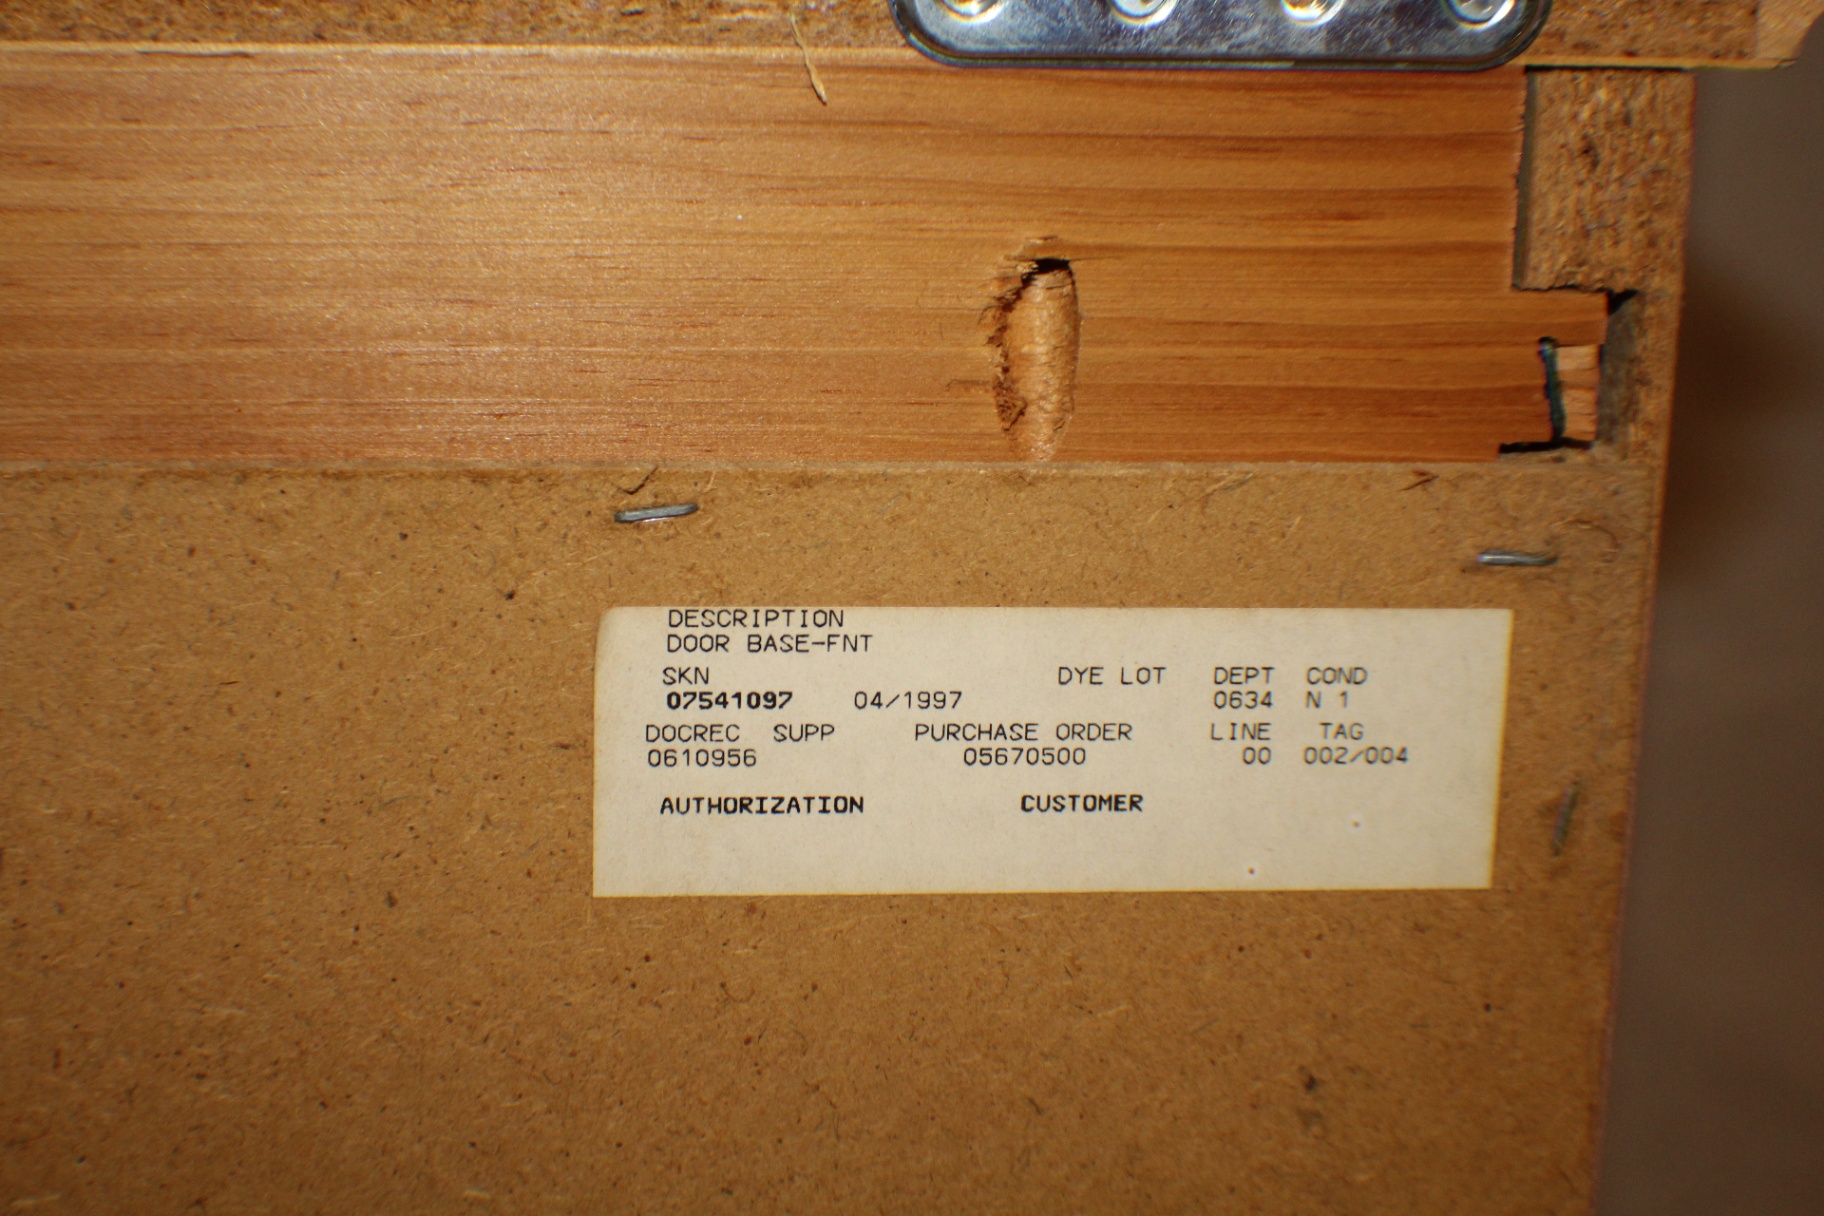 DESCRIPTION
DOOR BASE-FNT
SKN DYE LOT DEPT COND
07541097 04/1997 0634 N 1
DOCREC SUPP PURCHASE ORDER LINE TAG
0610956 05670500 00 002/004
AUTHORIZATION CUSTOMER